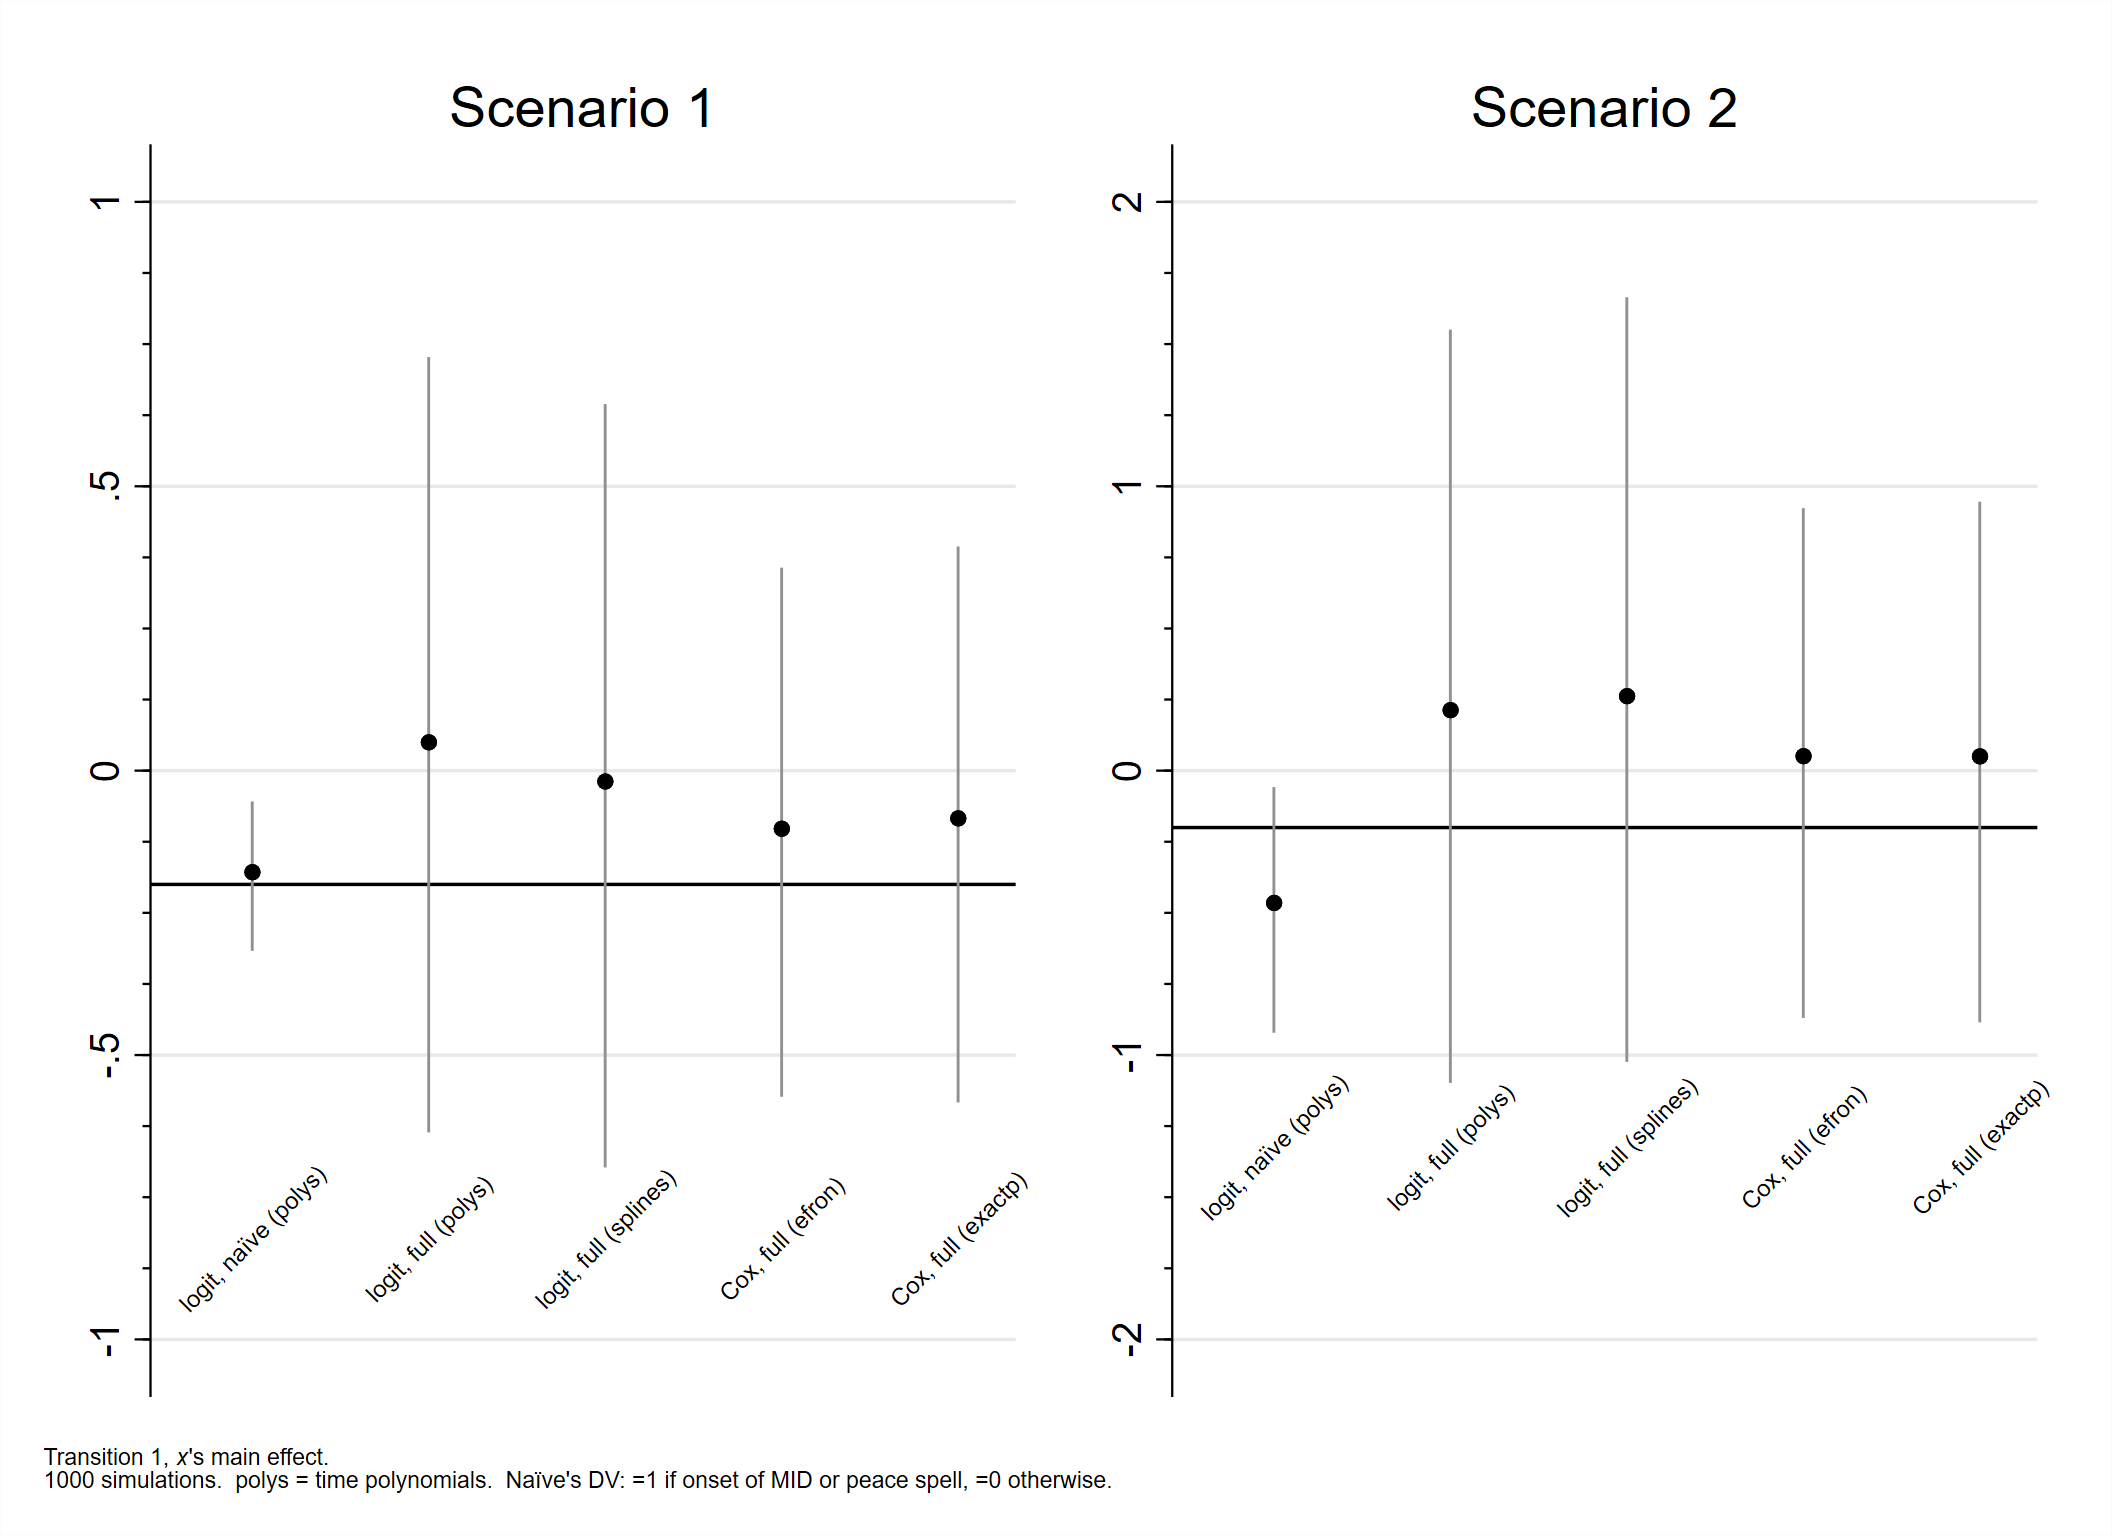 Scenario 1
1
.5
0
-.5
-1
logit, naïve (polys)
logit, full (polys)
logit, full (splines)
Cox, full (efron)
Cox, full (exactp)
Scenario 2
2
1
0
-1
-2
logit, naïve (polys)
logit, full (polys)
logit, full (splines)
Cox, full (efron)
Cox, full (exactp)
Transition 1, x's main effect.
1000 simulations.  polys = time polynomials.  Naïve's DV: =1 if onset of MID or peace spell, =0 otherwise.